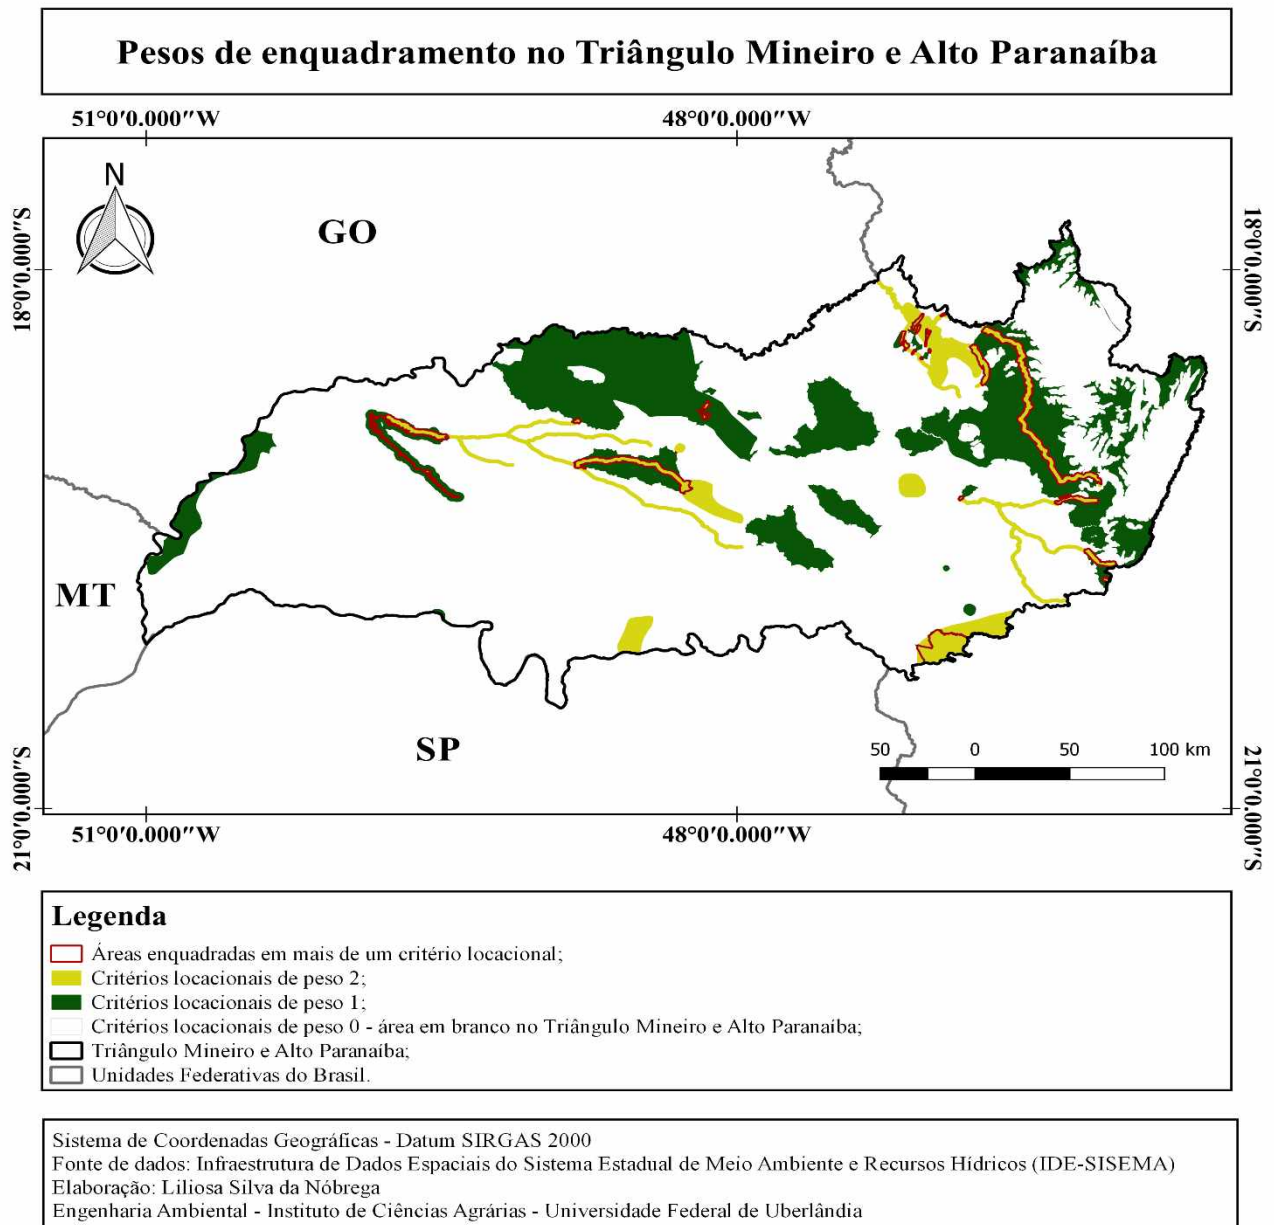 Pesos de enquadramento no Triângulo Mineiro e Alto Paranaíba
51°0'0.000"W 48°0'0.000"W
N
GO
18°0'0.000"S 18°0'0.000"S
MT
SP
50 0 50 100 km
21°0'0.000"S 21°0'0.000"S
51°0'0.000"W 48°0'0.000"W
Legenda
Áreas enquadradas em mais de um critério locacional;
Critérios locacionais de peso 2;
Critérios locacionais de peso 1;
Critérios locacionais de peso 0 - área em branco no Triângulo Mineiro e Alto Paranaíba;
Triângulo Mineiro e Alto Paranaíba;
Unidades Federativas do Brasil.
Sistema de Coordenadas Geográficas - Datum SIRGAS 2000
Fonte de dados: Infraestrutura de Dados Espaciais do Sistema Estadual de Meio Ambiente e Recursos Hídricos (IDE-SISEMA)
Elaboração: Liliosa Silva da Nóbrega
Engenharia Ambiental - Instituto de Ciências Agrárias - Universidade Federal de Uberlândia